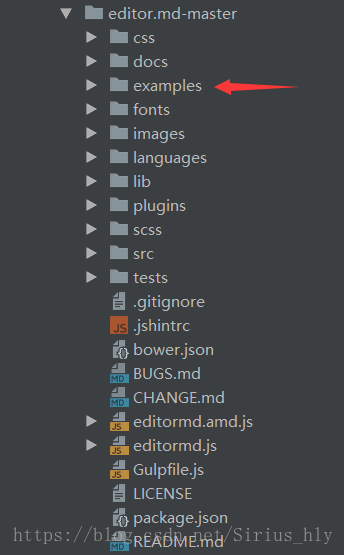 editor.md-master
css
docs
examples
fonts
images
languages
lib
plugins
scss
src
tests
.gitignore
JS .jshintrc
bower.json
MD BUGS.md
MD CHANGE.md
JS editormd.amd.js
JS editormd.js
JS Gulpfile.js
LICENSE
package.json
https://blog.csdn.net/Sirius_hly
MD README.md